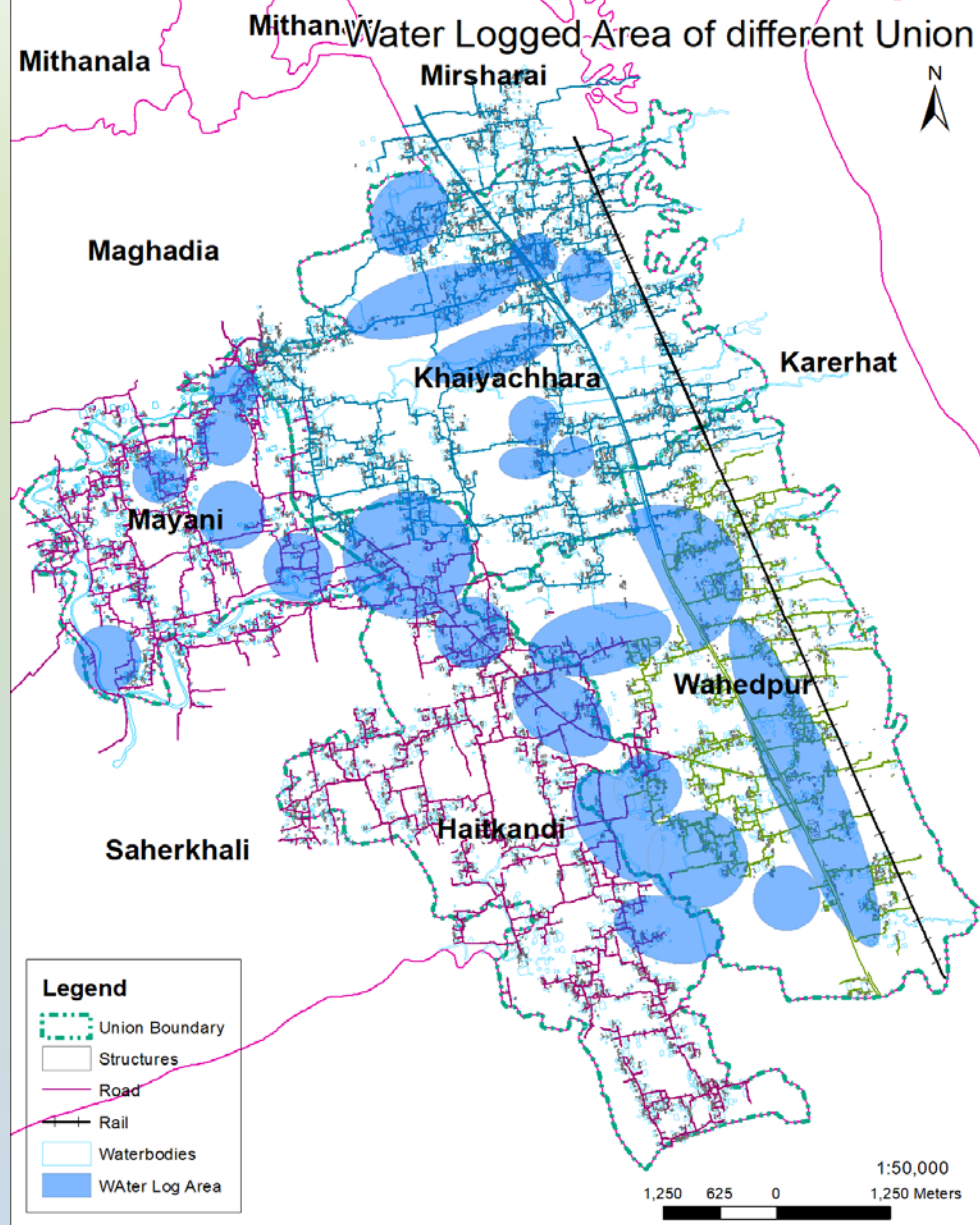 Water Logged Area of different Union
Mithanala
Mirsharai
N
Maghadia
Karerhat
Khaiyachhara
Mayani
Wahedpur
Haitkandi
Saherkhali
Legend
Union Boundary
Structures
Road
Rail
Waterbodies
WAter Log Area
1:50,000
1,250 625 0 1,250 Meters